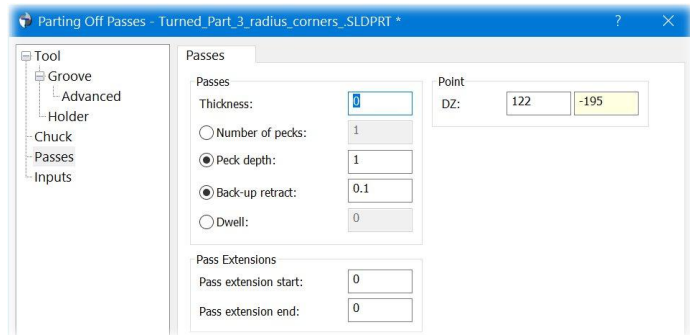 Parting Off Passes - Turned_Part_3_radius_corners_.SLDPRT * ? ×
Tool
Groove
Advanced
Holder
Chuck
Passes
Inputs
Passes
Passes
Thickness: 0
Number of pecks: 1
Peck depth: 1
Back-up retract: 0.1
Dwell: 0
Pass Extensions
Pass extension start: 0
Pass extension end: 0
Point
DZ: 122 -195